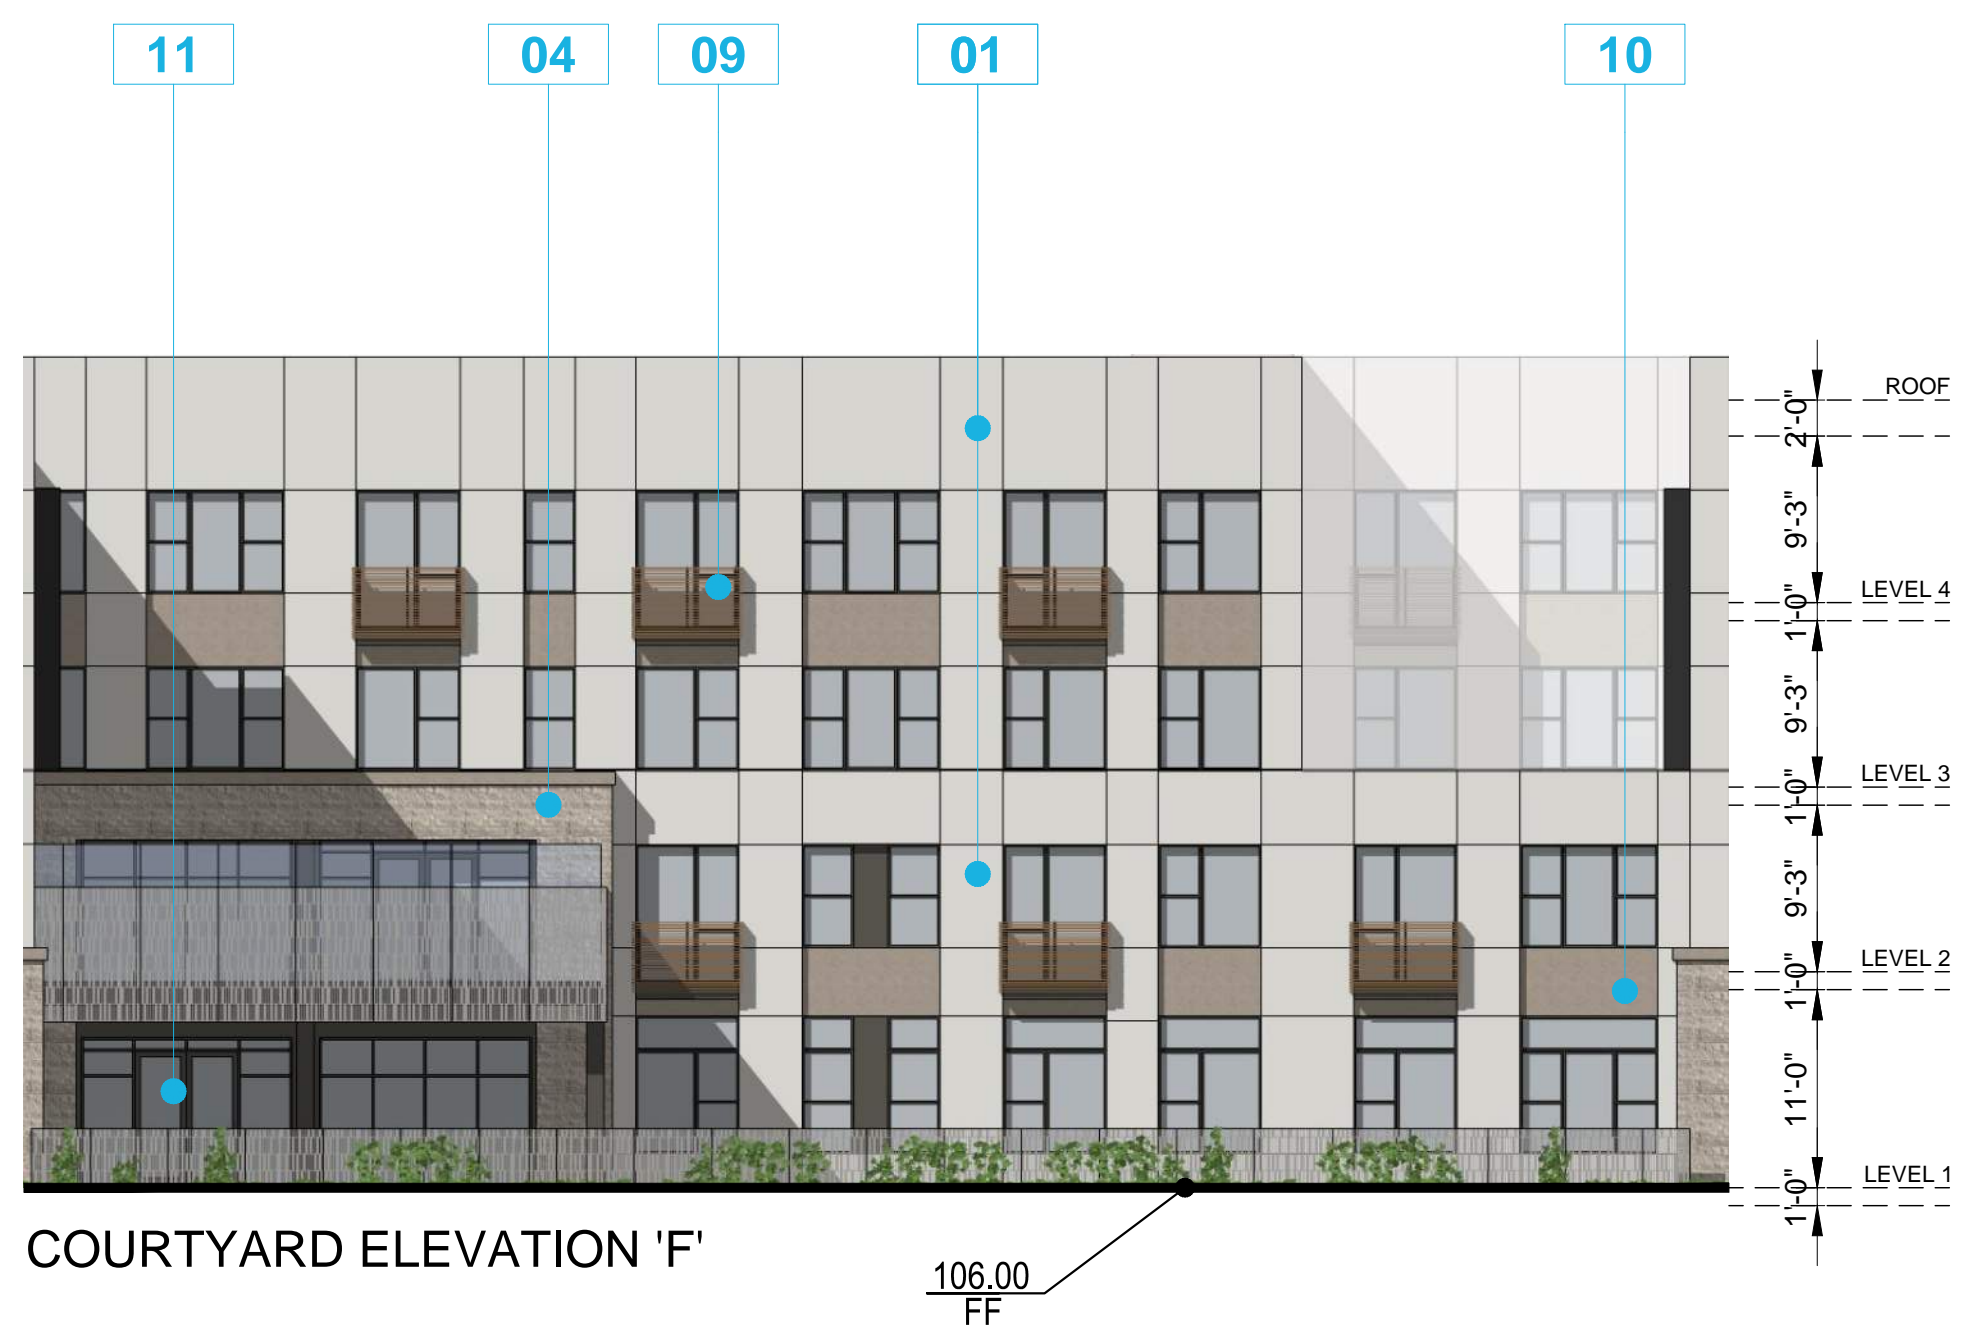 11
04
09
01
10
ROOF
2'-0"
9'-3"
LEVEL 4
1'-0"
9'-3"
LEVEL 3
1'-0"
9'-3"
LEVEL 2
1'-0"
11'-0"
LEVEL 1
1'-0"
COURTYARD ELEVATION 'F'
106.00
FF